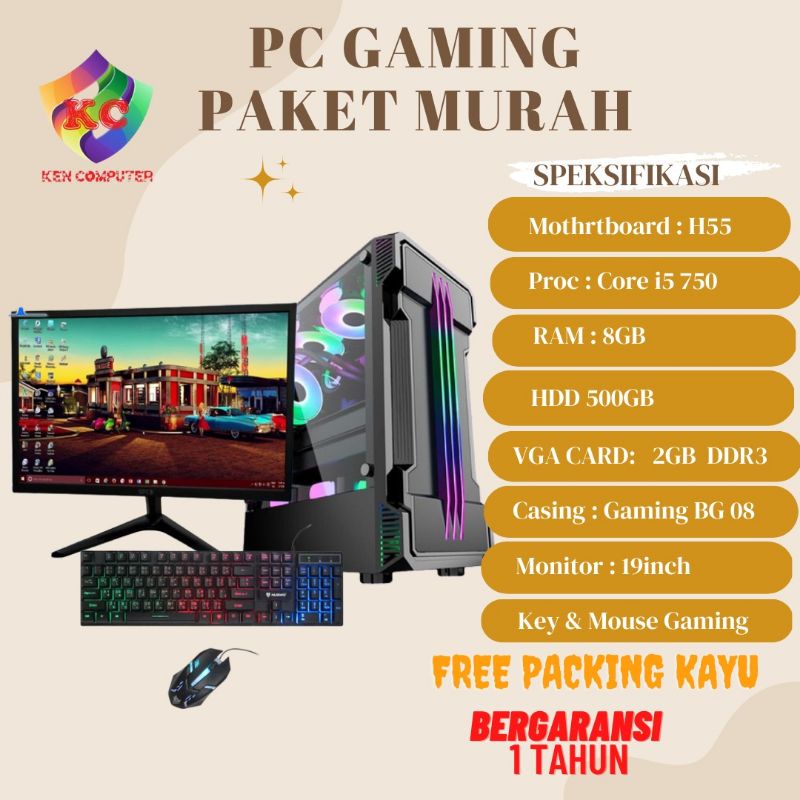 PC GAMING
PAKET MURAH
KC
KEN COMPUTER
SPEKSIFIKASI
Mothrtboard : H55
Proc : Core i5 750
RAM : 8GB
HDD 500GB
VGA CARD: 2GB DDR3
Casing : Gaming BG 08
Monitor : 19inch
Key & Mouse Gaming
FREE PACKING KAYU
BERGARANSI
1 TAHUN